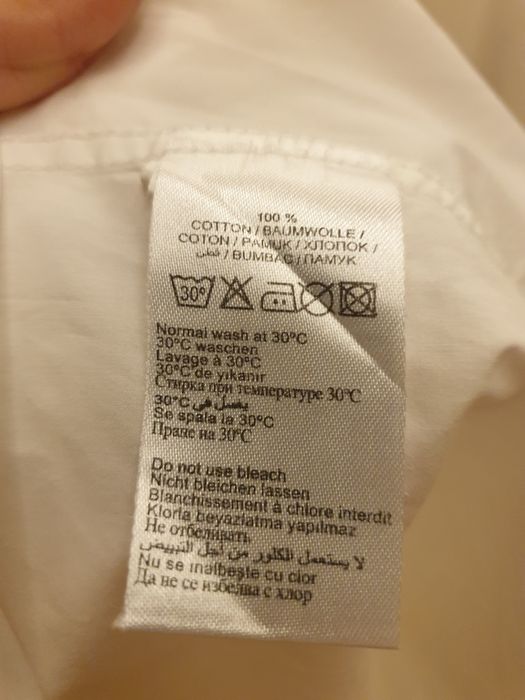 100 %
COTTON / BAUMWOLLE /
COTON / PAMUK / ХЛОПОК /
قطن / BUMBAC / ПАМУК
30°
Normal wash at 30°C
30°C waschen
Lavage à 30°C
30°C de yıkanır
Стирка при температуре 30°C
يغسل في 30°C
Se spala la 30°C
Пране на 30°C
Do not use bleach
Nicht bleichen lassen
Blanchissement à chlore interdit
Klorla beyazlatma yapılmaz
Не отбеливать
لا يستعمل الكلور من اجل التبييض
Nu se inalbeşte cu clor
Да не се избелва с хлор